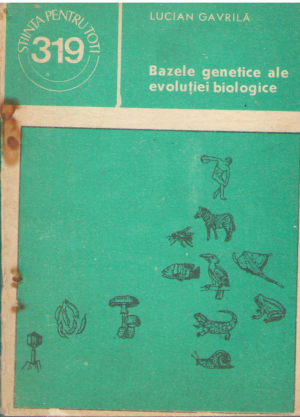 ȘTIINȚA PENTRU TOȚI
319
LUCIAN GAVRILĂ
Bazele genetice ale
evoluției biologice